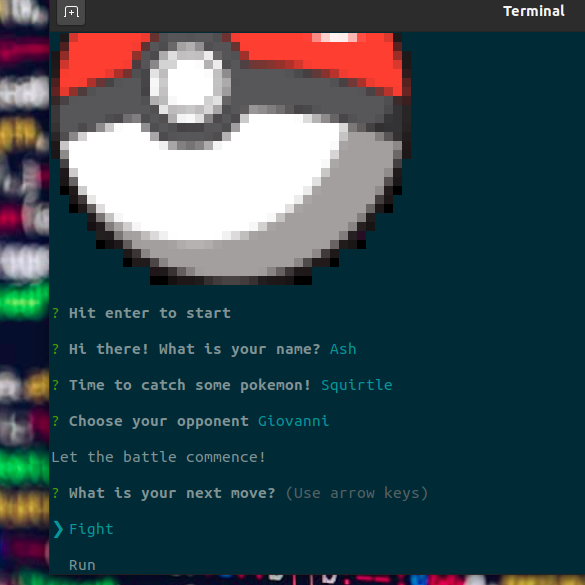 Terminal
? Hit enter to start
? Hi there! What is your name? Ash
? Time to catch some pokemon! Squirtle
? Choose your opponent Giovanni
Let the battle commence!
? What is your next move? (Use arrow keys)
❯ Fight
Run